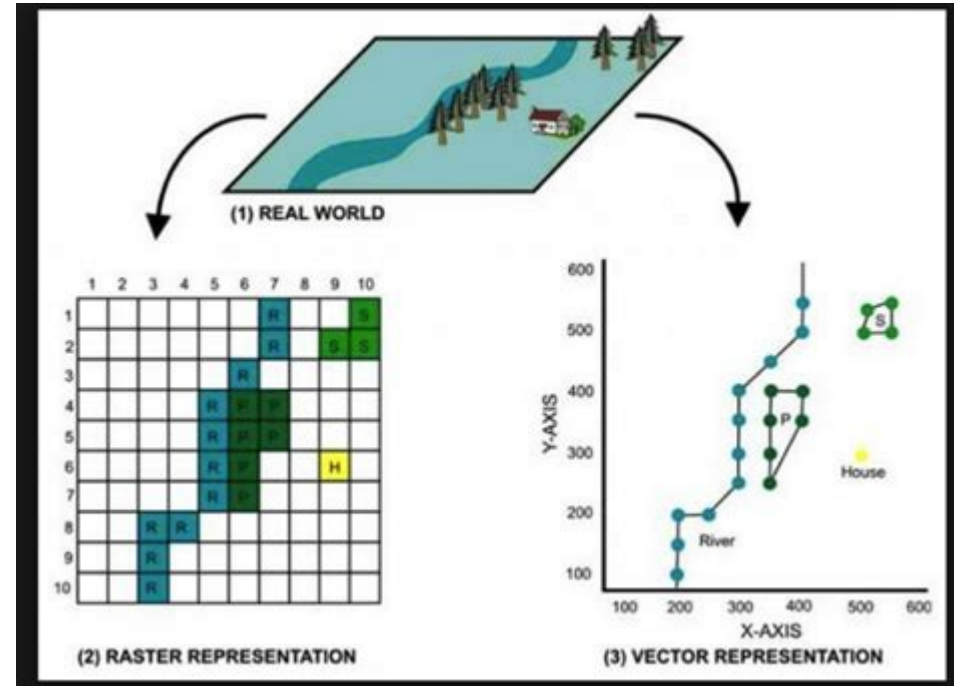 (1) REAL WORLD
1 2 3 4 5 6 7 8 9 10
1 R S
2 R S S
3 R
4 R P P
5 R P P
6 R P H
7 R P
8 R R
9 R
10 R
(2) RASTER REPRESENTATION
600
500
400
300
200
100
Y-AXIS
S
P
House
River
100 200 300 400 500 600
X-AXIS
(3) VECTOR REPRESENTATION